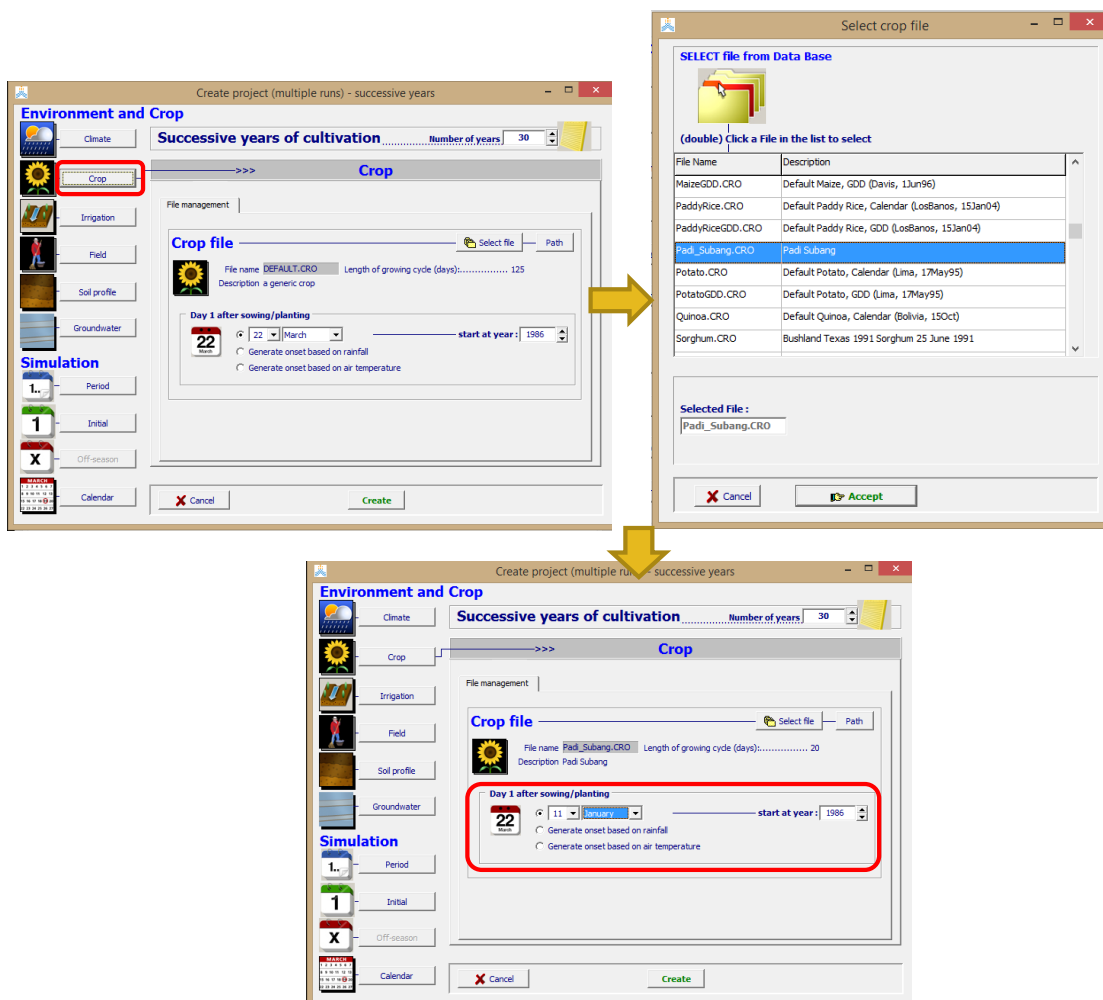 Create project (multiple runs) - successive years
Environment and Crop
Climate
Successive years of cultivation
Number of years 30
Crop
>>> Crop
Irrigation
File management
Field
Crop file
Select file
Path
File name DEFAULT.CRO Length of growing cycle (days):................ 125
Description a generic crop
Soil profile
Day 1 after sowing/planting
Groundwater
22 March
22 March start at year : 1986
Generate onset based on rainfall
Generate onset based on air temperature
Simulation
1.. Period
1 Initial
X Off-season
MARCH
Calendar
Cancel
Create
Select crop file
SELECT file from Data Base
(double) Click a File in the list to select
File Name Description
MaizeGDD.CRO Default Maize, GDD (Davis, 1Jun96)
PaddyRice.CRO Default Paddy Rice, Calendar (LosBanos, 15Jan04)
PaddyRiceGDD.CRO Default Paddy Rice, GDD (LosBanos, 15Jan04)
Padi_Subang.CRO Padi Subang
Potato.CRO Default Potato, Calendar (Lima, 17May95)
PotatoGDD.CRO Default Potato, GDD (Lima, 17May95)
Quinoa.CRO Default Quinoa, Calendar (Bolivia, 15Oct)
Sorghum.CRO Bushland Texas 1991 Sorghum 25 June 1991
Selected File :
Padi_Subang.CRO
Cancel
Accept
Create project (multiple run - successive years
Environment and Crop
Climate
Successive years of cultivation
Number of years 30
Crop
>>> Crop
Irrigation
File management
Field
Crop file
Select file
Path
File name Padi_Subang.CRO Length of growing cycle (days):................ 20
Description Padi Subang
Soil profile
Day 1 after sowing/planting
Groundwater
22 March
11 January start at year : 1986
Generate onset based on rainfall
Generate onset based on air temperature
Simulation
1.. Period
1 Initial
X Off-season
MARCH
Calendar
Cancel
Create